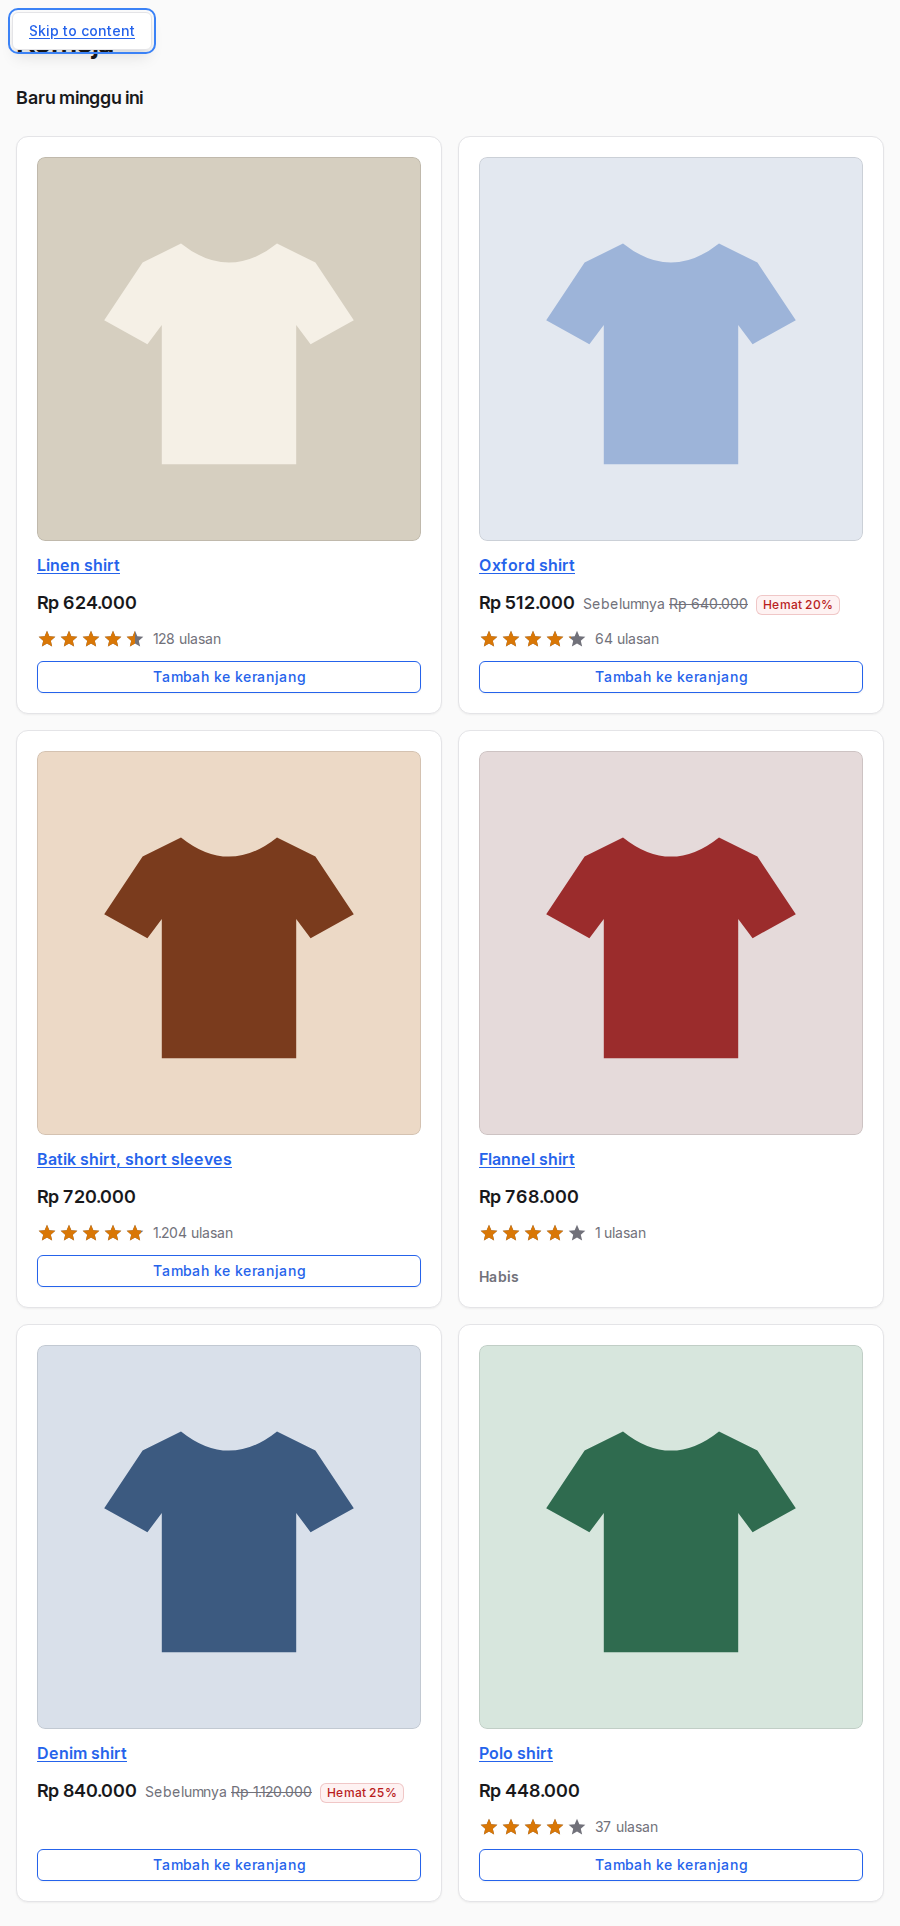 Skip to content
Baru minggu ini
Linen shirt
Rp 624.000
128 ulasan
Tambah ke keranjang
Oxford shirt
Rp 512.000 Sebelumnya Rp 640.000 Hemat 20%
64 ulasan
Tambah ke keranjang
Batik shirt, short sleeves
Rp 720.000
1.204 ulasan
Tambah ke keranjang
Flannel shirt
Rp 768.000
1 ulasan
Habis
Denim shirt
Rp 840.000 Sebelumnya Rp 1.120.000 Hemat 25%
Tambah ke keranjang
Polo shirt
Rp 448.000
37 ulasan
Tambah ke keranjang